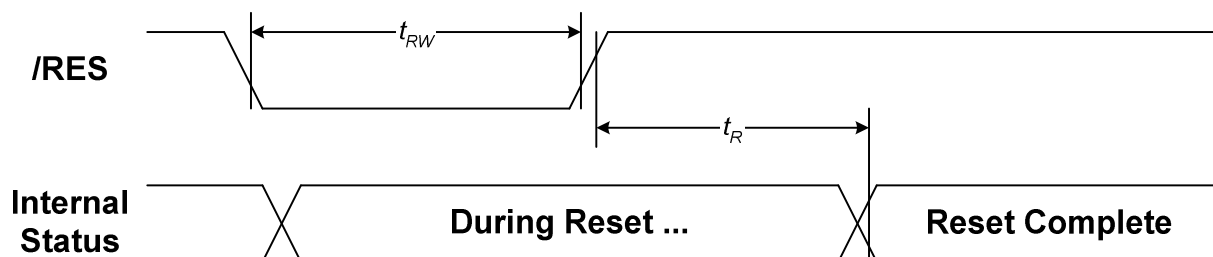 /RES
tRW
tR
Internal
Status
During Reset ...
Reset Complete